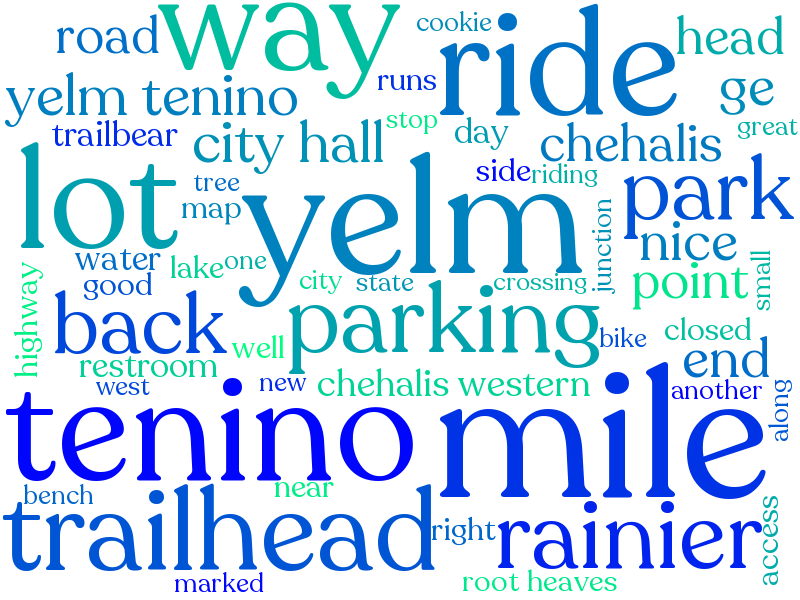 way
cookie
ride
road
head
runs
yelm tenino
ge
stop
trailbear
city hall
day
great
chehalis
lot
side
riding
tree
yelm
park
map
junction
nice
water
lake
one
good
city
state
crossing
point
small
highway
back
parking
closed
well
bike
restroom
end
west
new
chehalis western
another
tenino
mile
along
bench
near
trailhead
right
rainier
access
marked
root heaves